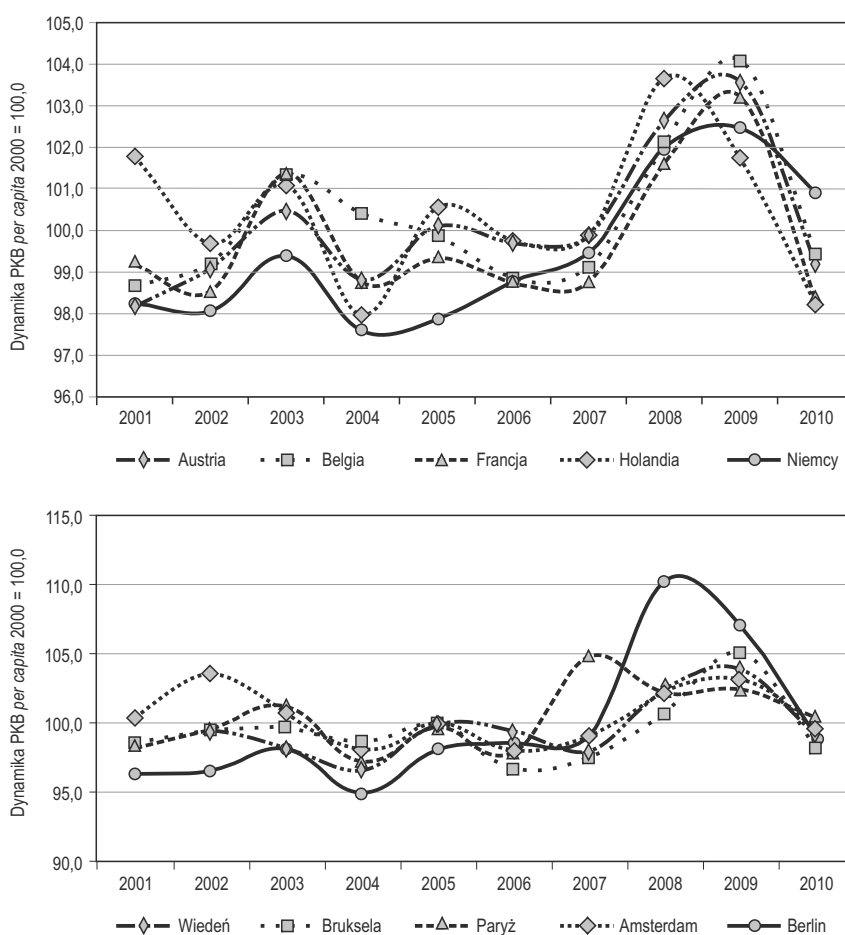 Dynamika PKB per capita 2000 = 100,0
105,0
104,0
103,0
102,0
101,0
100,0
99,0
98,0
97,0
96,0
2001 2002 2003 2004 2005 2006 2007 2008 2009 2010
Austria Belgia Francja Holandia Niemcy
Dynamika PKB per capita 2000 = 100,0
115,0
110,0
105,0
100,0
95,0
90,0
2001 2002 2003 2004 2005 2006 2007 2008 2009 2010
Wiedeń Bruksela Paryż Amsterdam Berlin